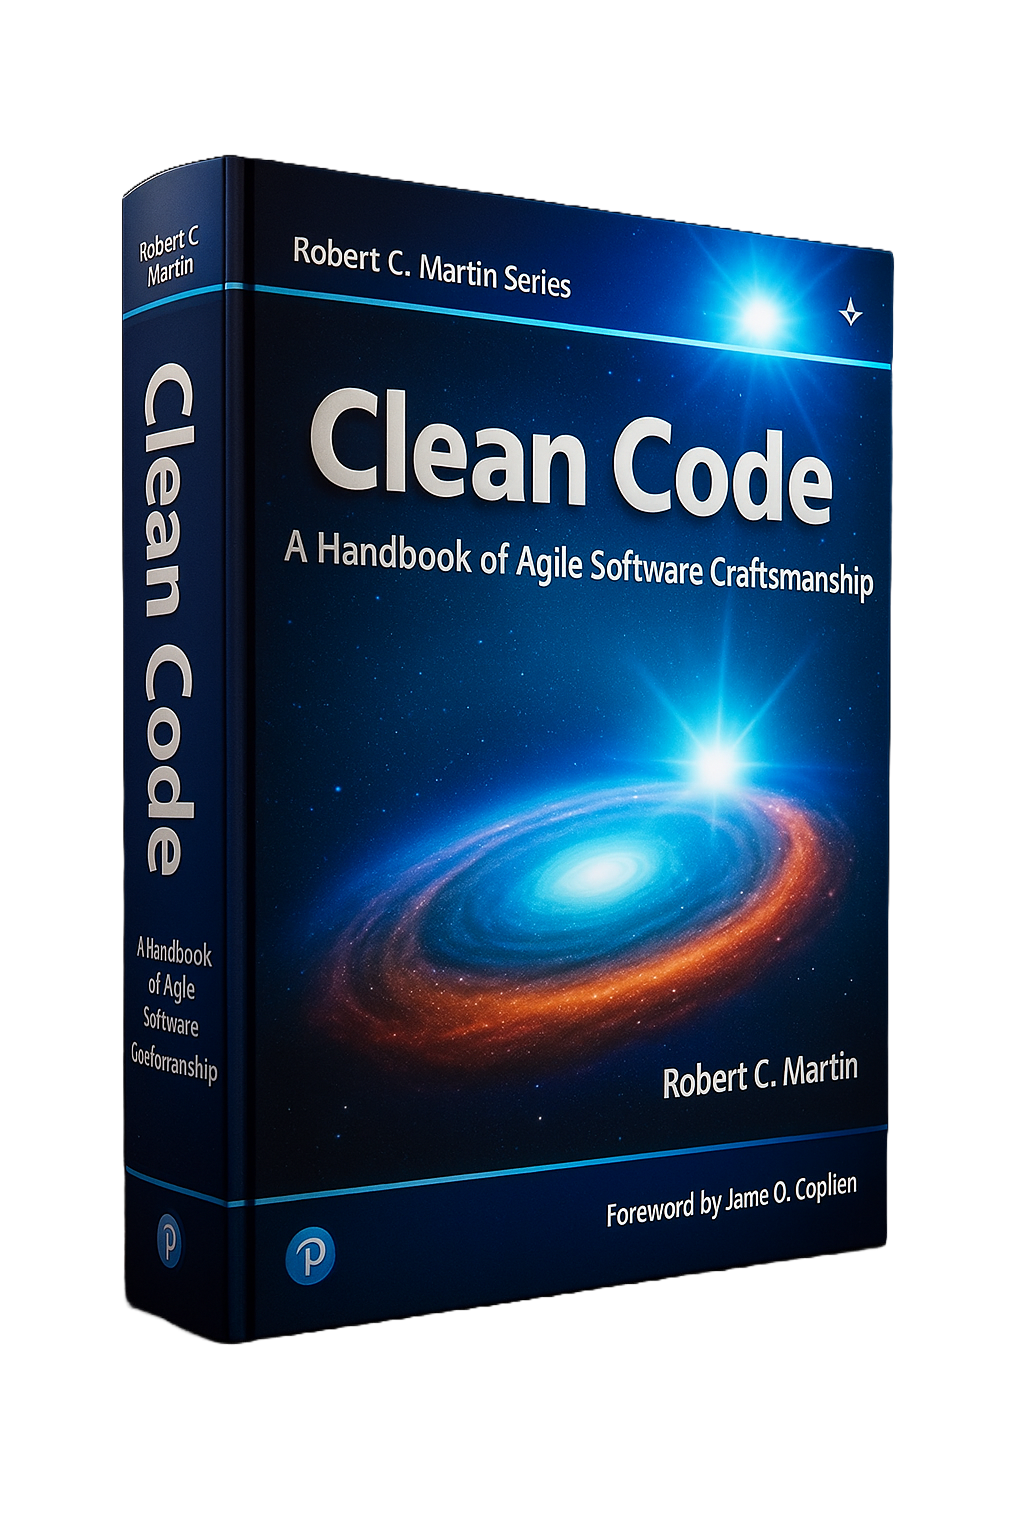 Robert C
Martin
Clean Code
A Handbook
of Agle
Software
Goeforranship
Robert C. Martin Series
Clean Code
A Handbook of Agile Software Craftsmanship
Robert C. Martin
Foreword by Jame O. Coplien
P
P